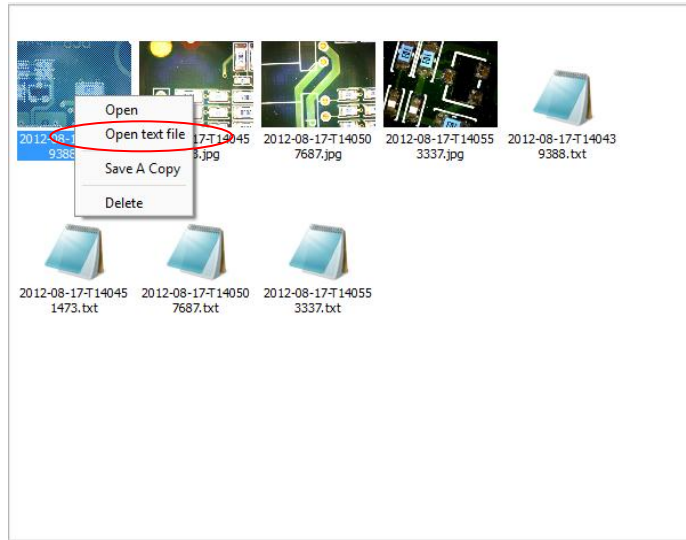 Open
Open text file
Save A Copy
Delete
2012-08-1
938
17-T14045
.jpg
2012-08-17-T14050
7687.jpg
2012-08-17-T14055
3337.jpg
2012-08-17-T14043
9388.txt
2012-08-17-T14045
1473.txt
2012-08-17-T14050
7687.txt
2012-08-17-T14055
3337.txt